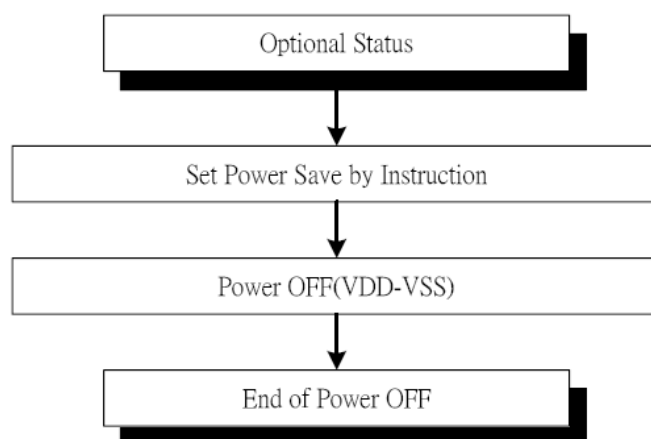 Optional Status
Set Power Save by Instruction
Power OFF(VDD-VSS)
End of Power OFF